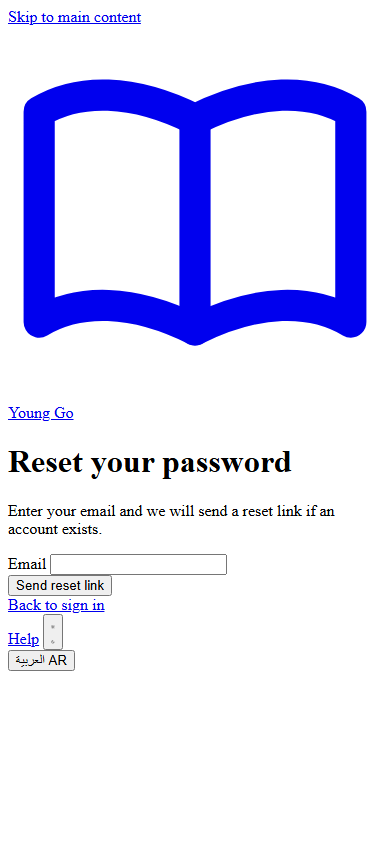 Skip to main content
Young Go
Reset your password
Enter your email and we will send a reset link if an
account exists.
Email
Send reset link
Back to sign in
Help
العربية AR